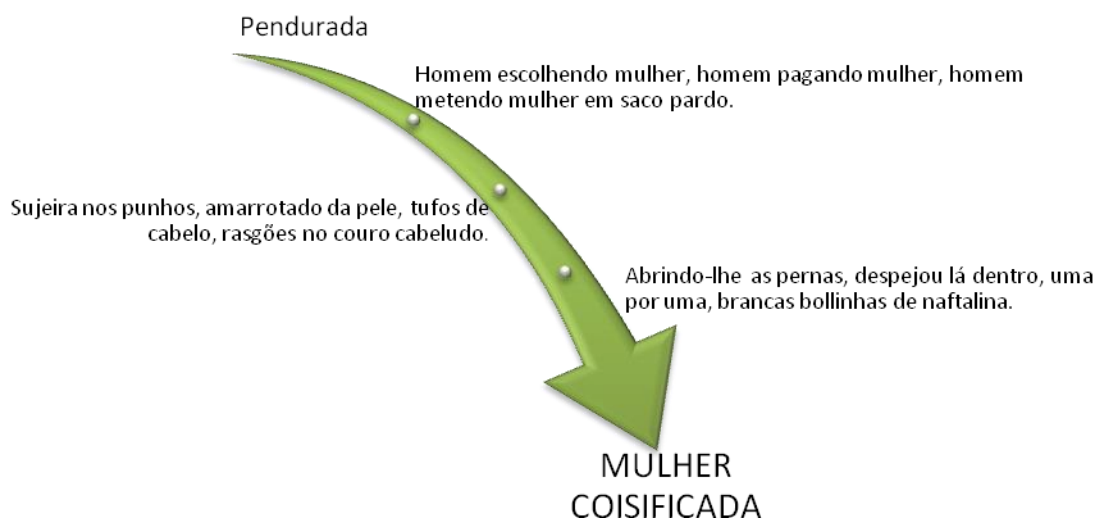 Pendurada
Homem escolhendo mulher, homem pagando mulher, homem
metendo mulher em saco pardo.
Sujeira nos punhos, amarrotado da pele, tufos de
cabelo, rasgões no couro cabeludo.
Abrindo-lhe as pernas, despejou lá dentro, uma
por uma, brancas bollinhas de naftalina.
MULHER
COISIFICADA